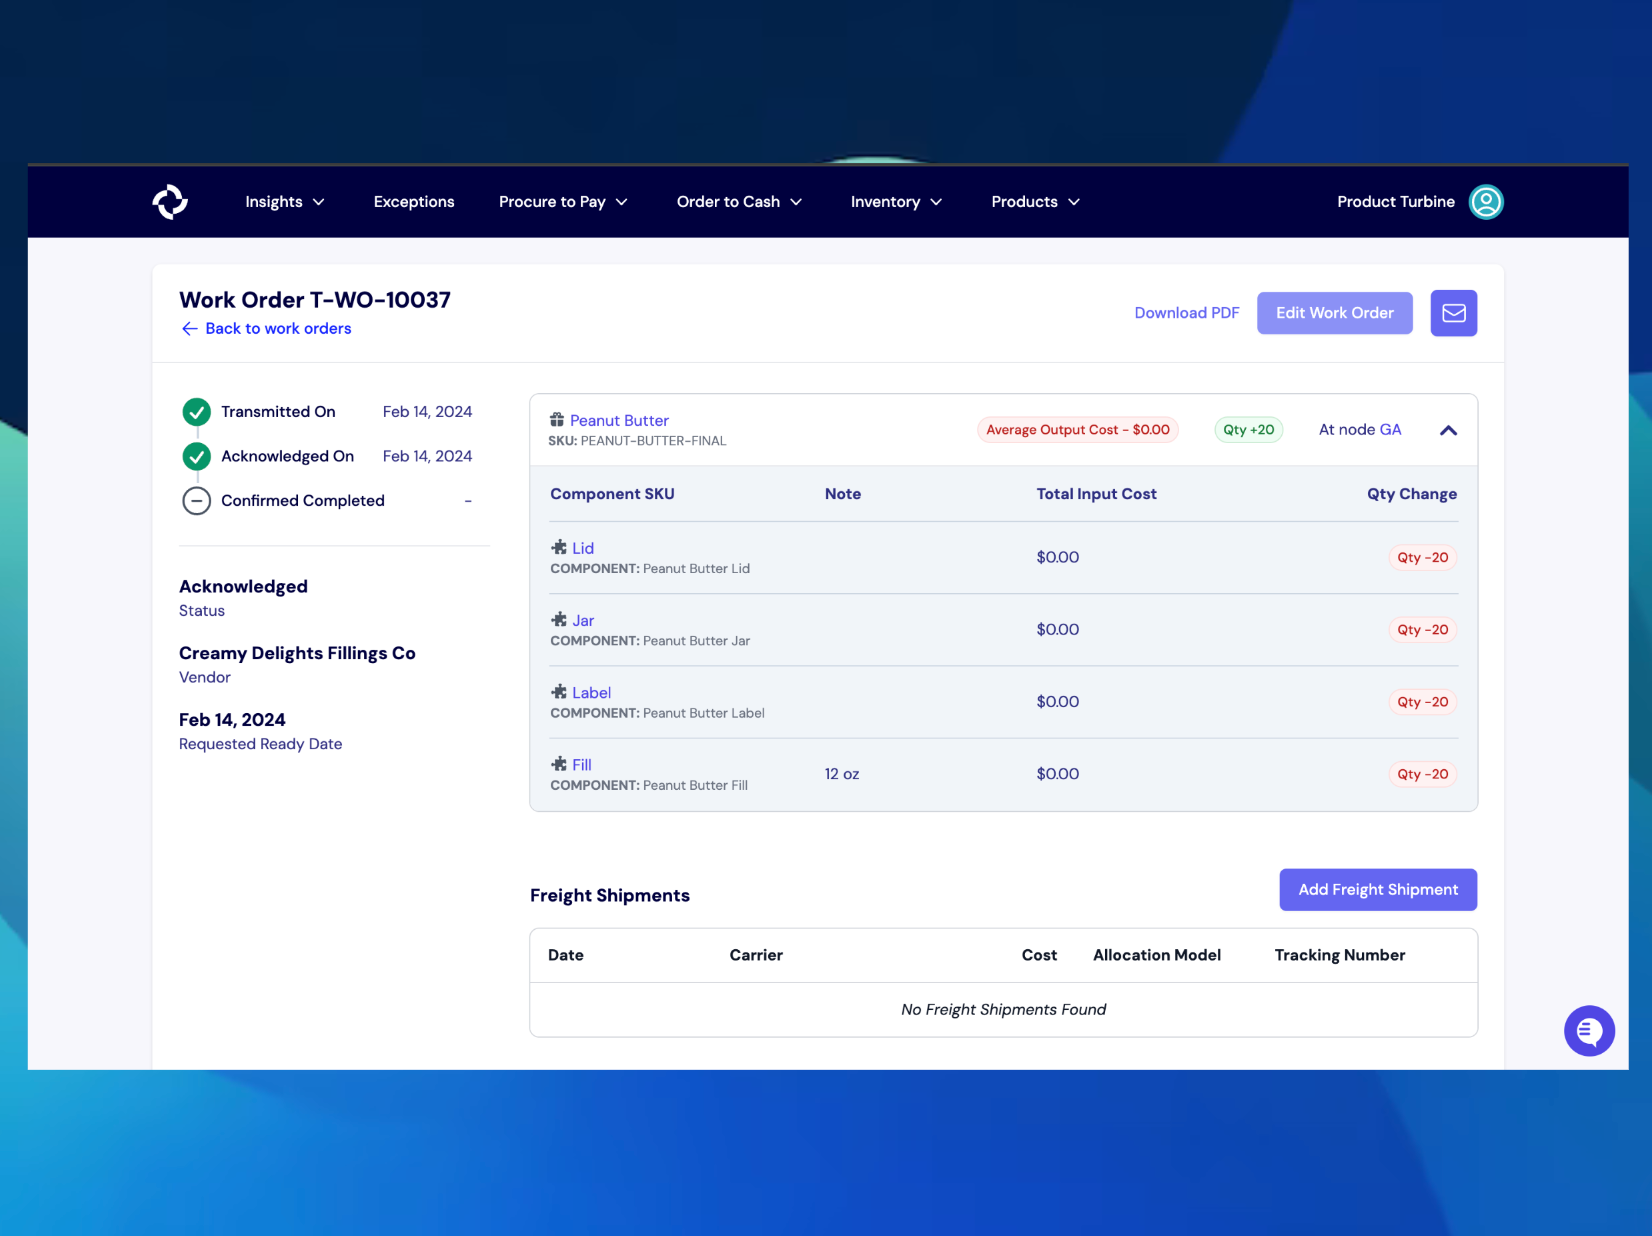 Insights
Exceptions
Procure to Pay
Order to Cash
Inventory
Products
Product Turbine
Work Order T-WO-10037
Back to work orders
Download PDF
Edit Work Order
Transmitted On Feb 14, 2024
Acknowledged On Feb 14, 2024
Confirmed Completed -
Acknowledged
Status
Creamy Delights Fillings Co
Vendor
Feb 14, 2024
Requested Ready Date
Peanut Butter
SKU: PEANUT-BUTTER-FINAL
Average Output Cost - $0.00
Qty +20
At node GA
Component SKU Note Total Input Cost Qty Change
Lid
COMPONENT: Peanut Butter Lid
$0.00
Qty -20
Jar
COMPONENT: Peanut Butter Jar
$0.00
Qty -20
Label
COMPONENT: Peanut Butter Label
$0.00
Qty -20
Fill
COMPONENT: Peanut Butter Fill
12 oz
$0.00
Qty -20
Freight Shipments
Add Freight Shipment
Date Carrier Cost Allocation Model Tracking Number
No Freight Shipments Found